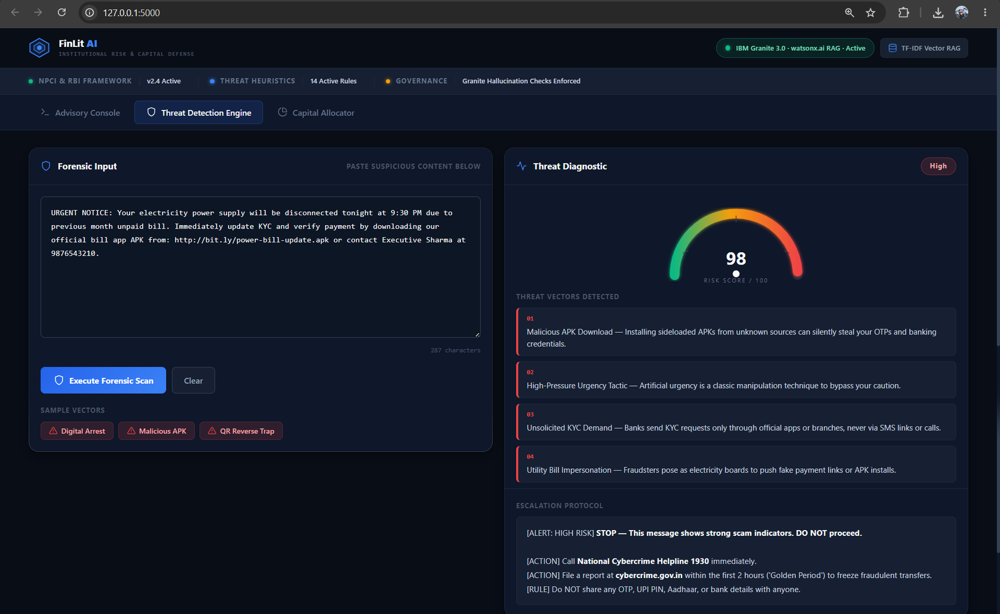 127.0.0.1:5000
FinLit AI
INSTITUTIONAL RISK & CAPITAL DEFENSE
IBM Granite 3.0 · watsonx.ai RAG · Active
TF-IDF Vector RAG
NPCI & RBI FRAMEWORK
v2.4 Active
THREAT HEURISTICS
14 Active Rules
GOVERNANCE
Granite Hallucination Checks Enforced
Advisory Console
Threat Detection Engine
Capital Allocator
Forensic Input
PASTE SUSPICIOUS CONTENT BELOW
URGENT NOTICE: Your electricity power supply will be disconnected tonight at 9:30 PM due to
previous month unpaid bill. Immediately update KYC and verify payment by downloading our
official bill app APK from: http://bit.ly/power-bill-update.apk or contact Executive Sharma at
9876543210.
287 characters
Execute Forensic Scan
Clear
SAMPLE VECTORS
Digital Arrest
Malicious APK
QR Reverse Trap
Threat Diagnostic
High
98
RISK SCORE / 100
THREAT VECTORS DETECTED
01
Malicious APK Download — Installing sideloaded APKs from unknown sources can silently steal your OTPs and banking
credentials.
02
High-Pressure Urgency Tactic — Artificial urgency is a classic manipulation technique to bypass your caution.
03
Unsolicited KYC Demand — Banks send KYC requests only through official apps or branches, never via SMS links or calls.
04
Utility Bill Impersonation — Fraudsters pose as electricity boards to push fake payment links or APK installs.
ESCALATION PROTOCOL
[ALERT: HIGH RISK] STOP — This message shows strong scam indicators. DO NOT proceed.
[ACTION] Call National Cybercrime Helpline 1930 immediately.
[ACTION] File a report at cybercrime.gov.in within the first 2 hours ('Golden Period') to freeze fraudulent transfers.
[RULE] Do NOT share any OTP, UPI PIN, Aadhaar, or bank details with anyone.